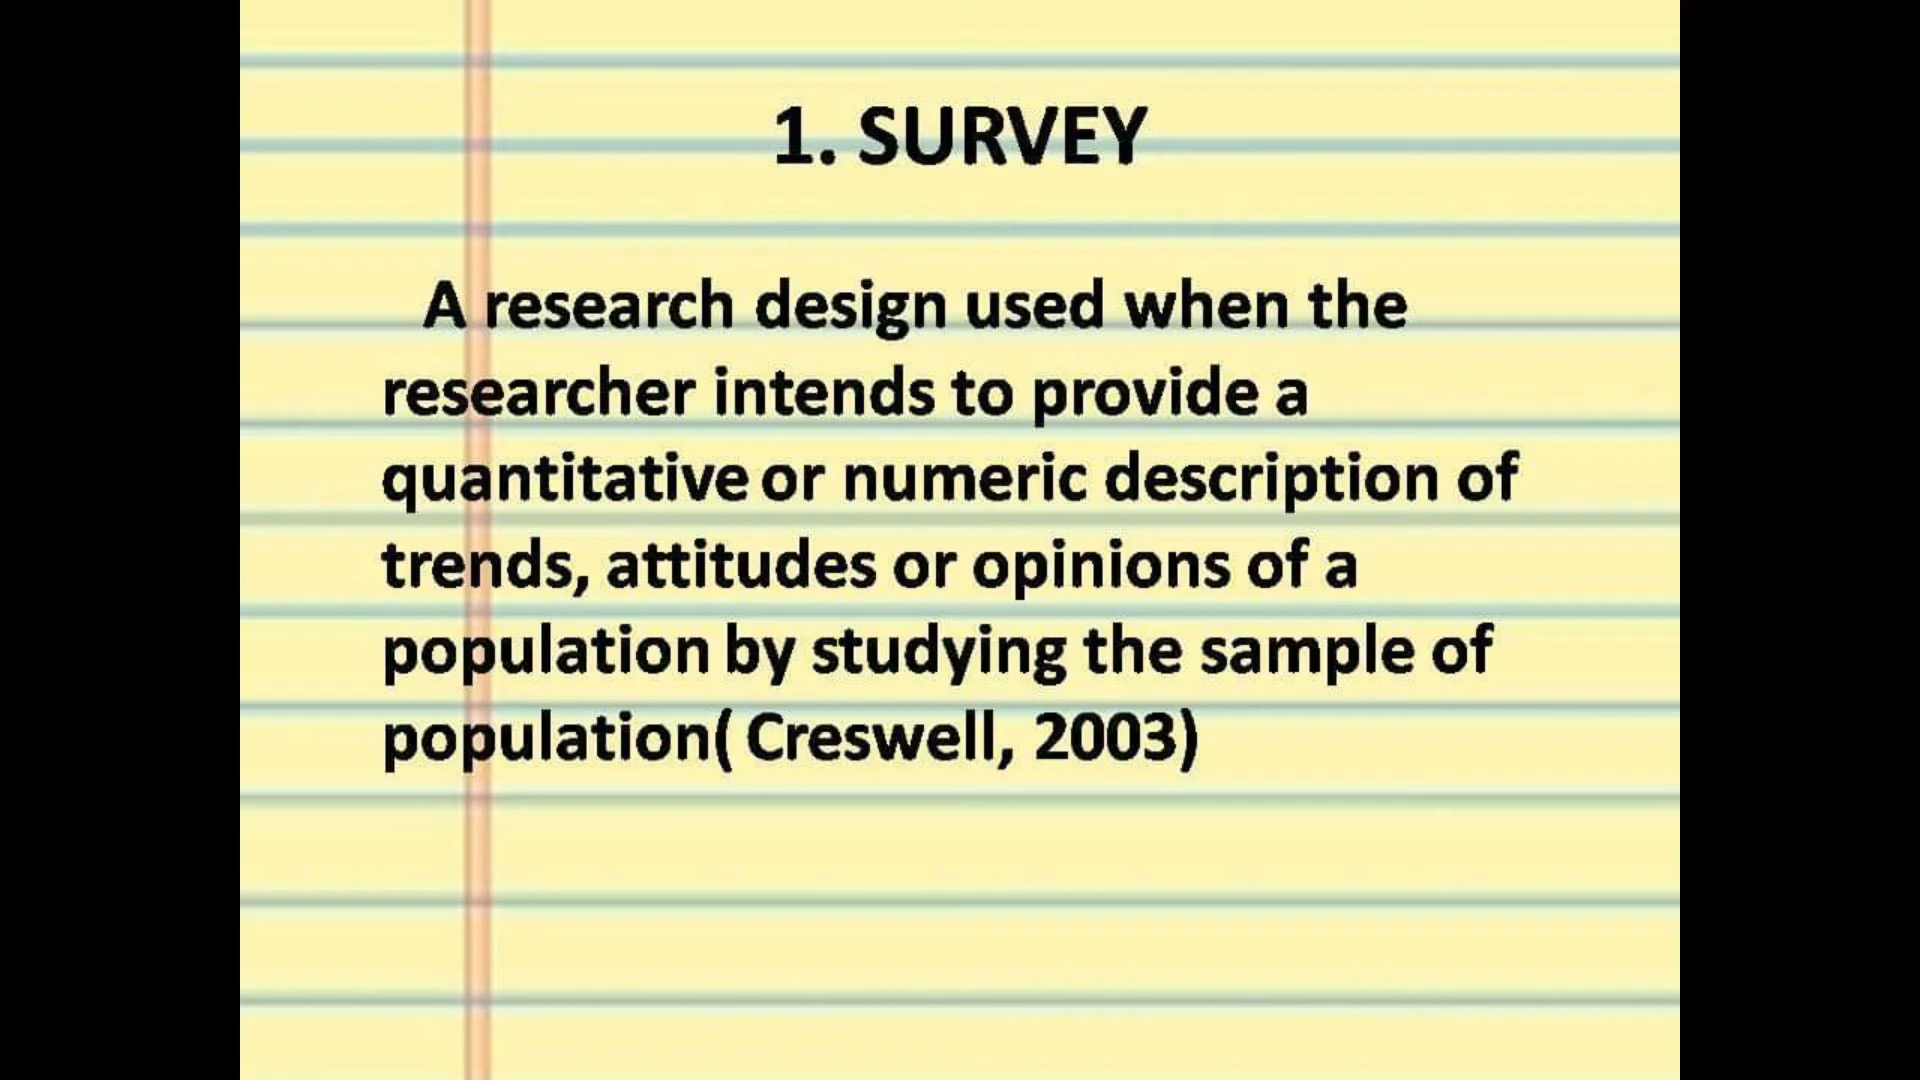 1. SURVEY
A research design used when the
researcher intends to provide a
quantitative or numeric description of
trends, attitudes or opinions of a
population by studying the sample of
population( Creswell, 2003)